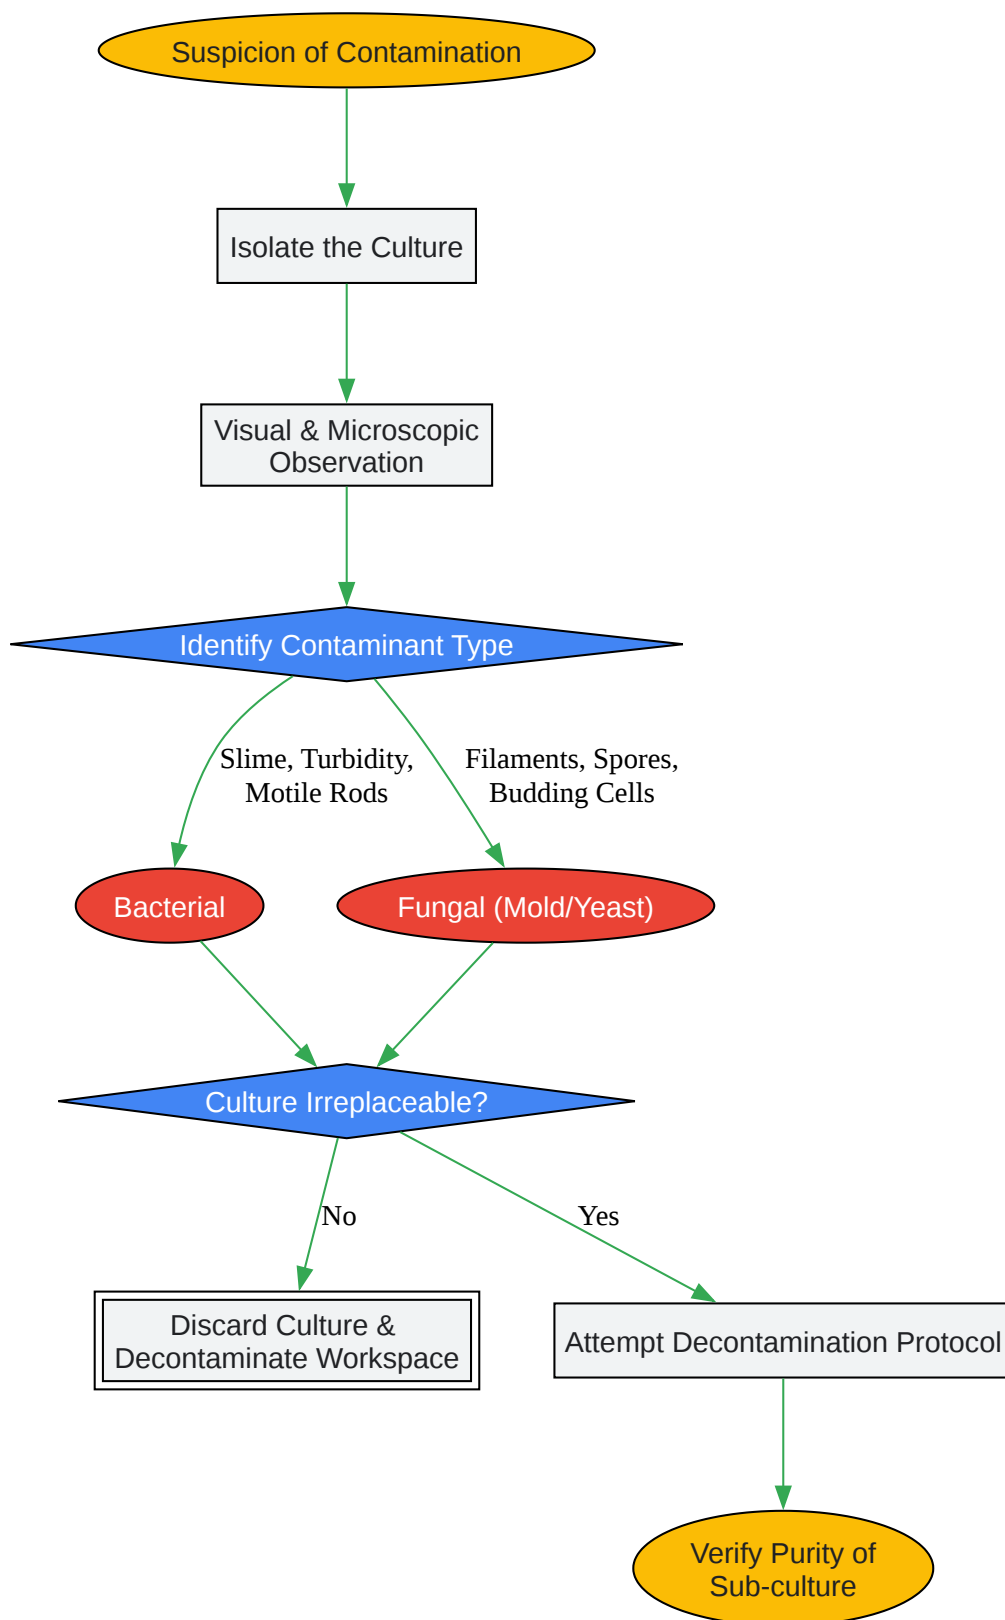 Suspicion of Contamination
Isolate the Culture
Visual & Microscopic
Observation
Identify Contaminant Type
Slime, Turbidity,
Motile Rods
Filaments, Spores,
Budding Cells
Bacterial
Fungal (Mold/Yeast)
Culture Irreplaceable?
No
Yes
Discard Culture &
Decontaminate Workspace
Attempt Decontamination Protocol
Verify Purity of
Sub-culture